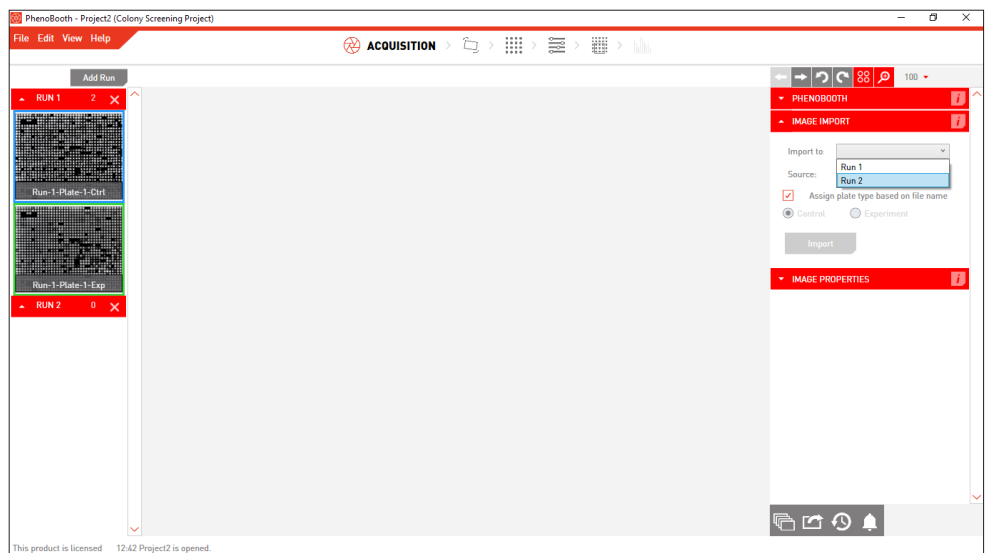 PhenoBooth - Project2 (Colony Screening Project)
File Edit View Help
ACQUISITION
Add Run
100
RUN 1 2
Run-1-Plate-1-Ctrl
Run-1-Plate-1-Exp
RUN 2 0
PHENOBOOTH i
IMAGE IMPORT i
Import to:
Run 1
Source:
Run 2
Assign plate type based on file name
Control Experiment
Import
IMAGE PROPERTIES i
This product is licensed 12:42 Project2 is opened.